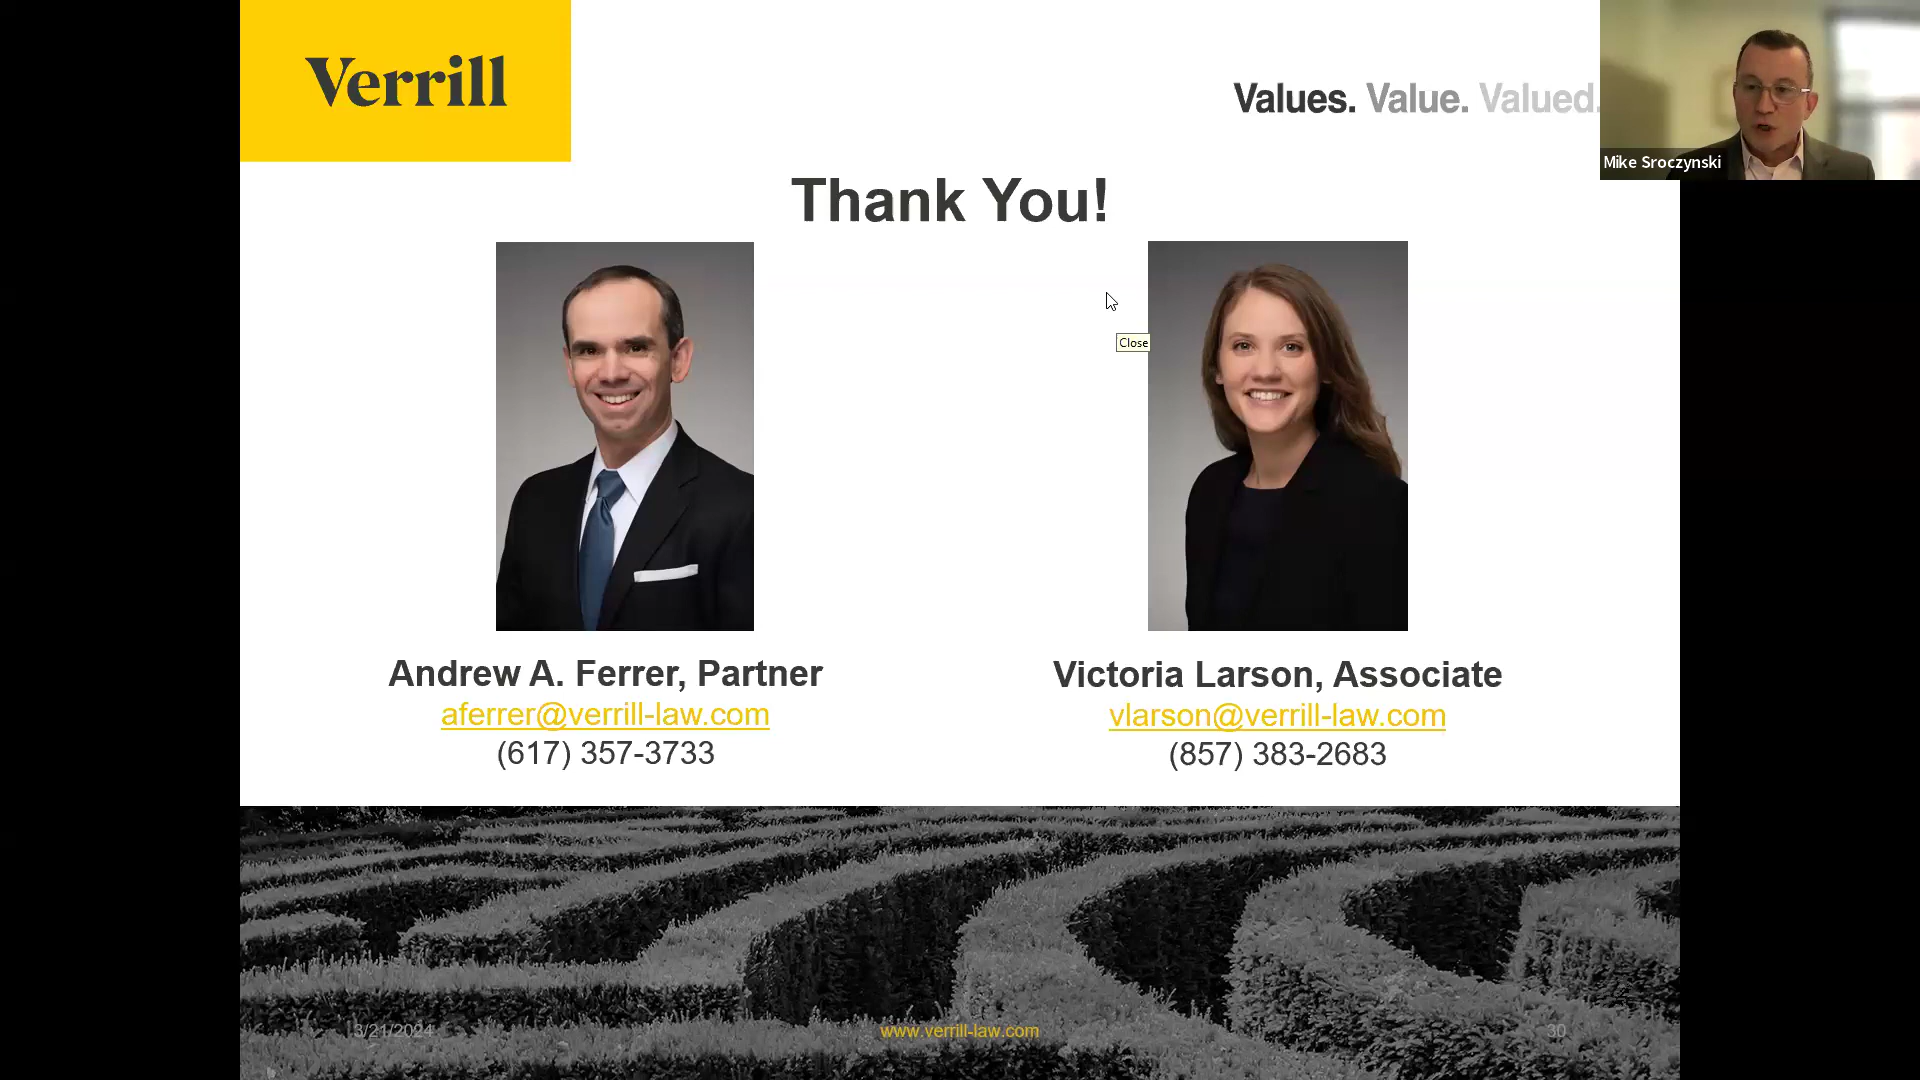 Verrill
Values. Value. Valued.
Mike Sroczynski
Thank You!
Close
Andrew A. Ferrer, Partner
aferrer@verrill-law.com
(617) 357-3733
Victoria Larson, Associate
vlarson@verrill-law.com
(857) 383-2683
3/21/2024
www.verrill-law.com
30